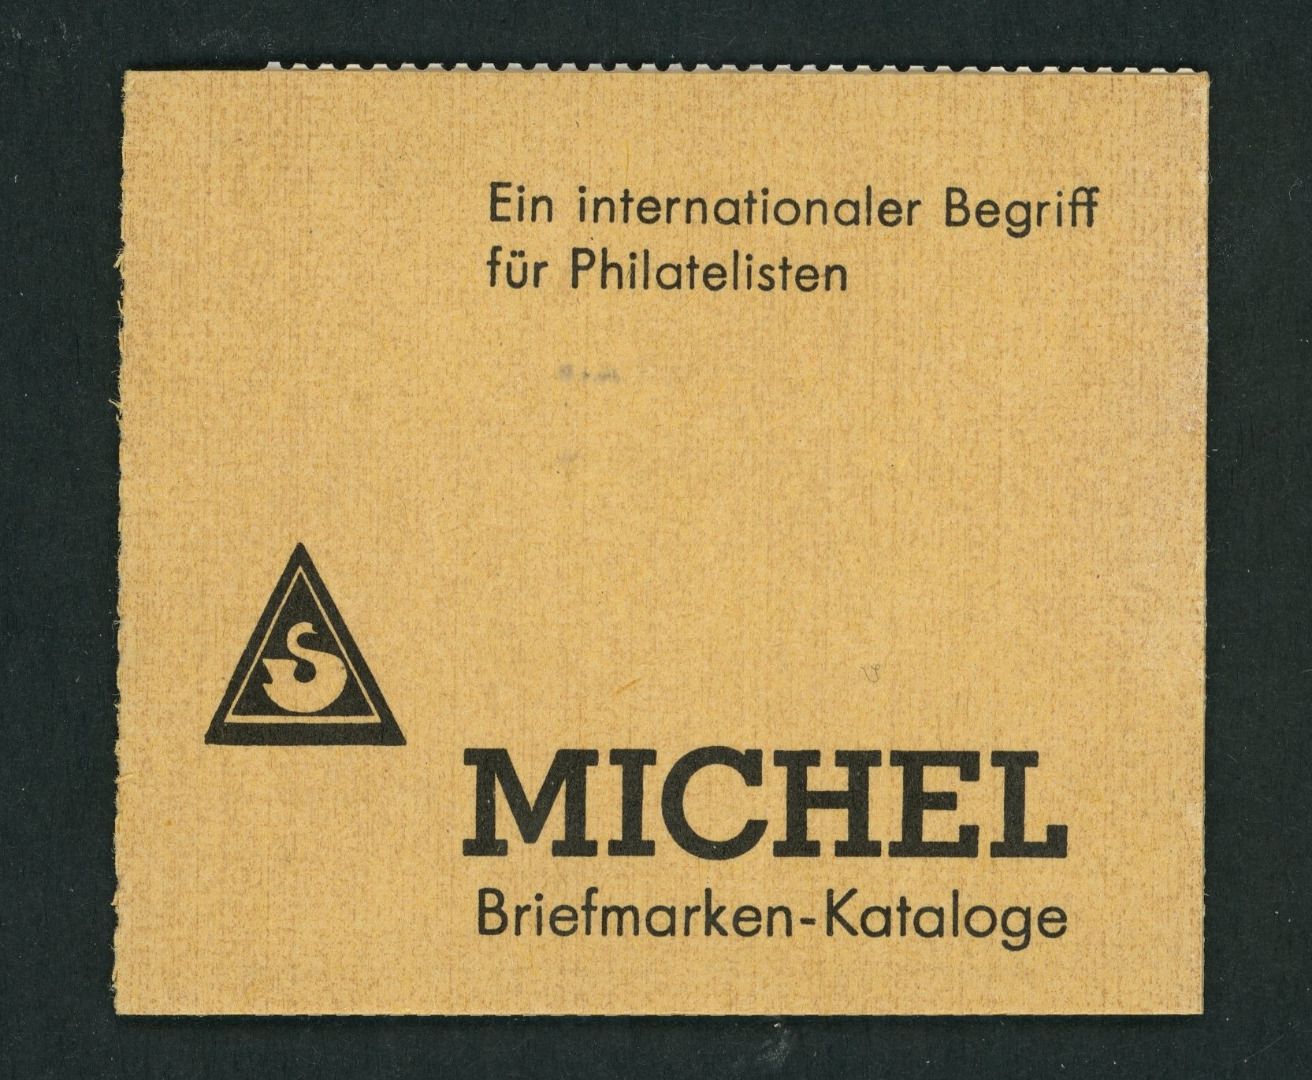 Ein internationaler Begriff
für Philatelisten
MICHEL
Briefmarken-Kataloge